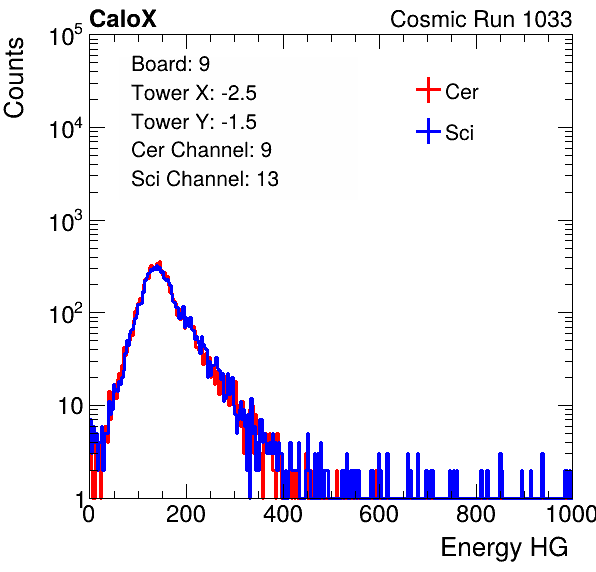 CaloX Cosmic Run 1033
Counts
10^5
10^4
10^3
10^2
10
1
Board: 9
Tower X: -2.5
Tower Y: -1.5
Cer Channel: 9
Sci Channel: 13
Cer
Sci
0 200 400 600 800 1000
Energy HG